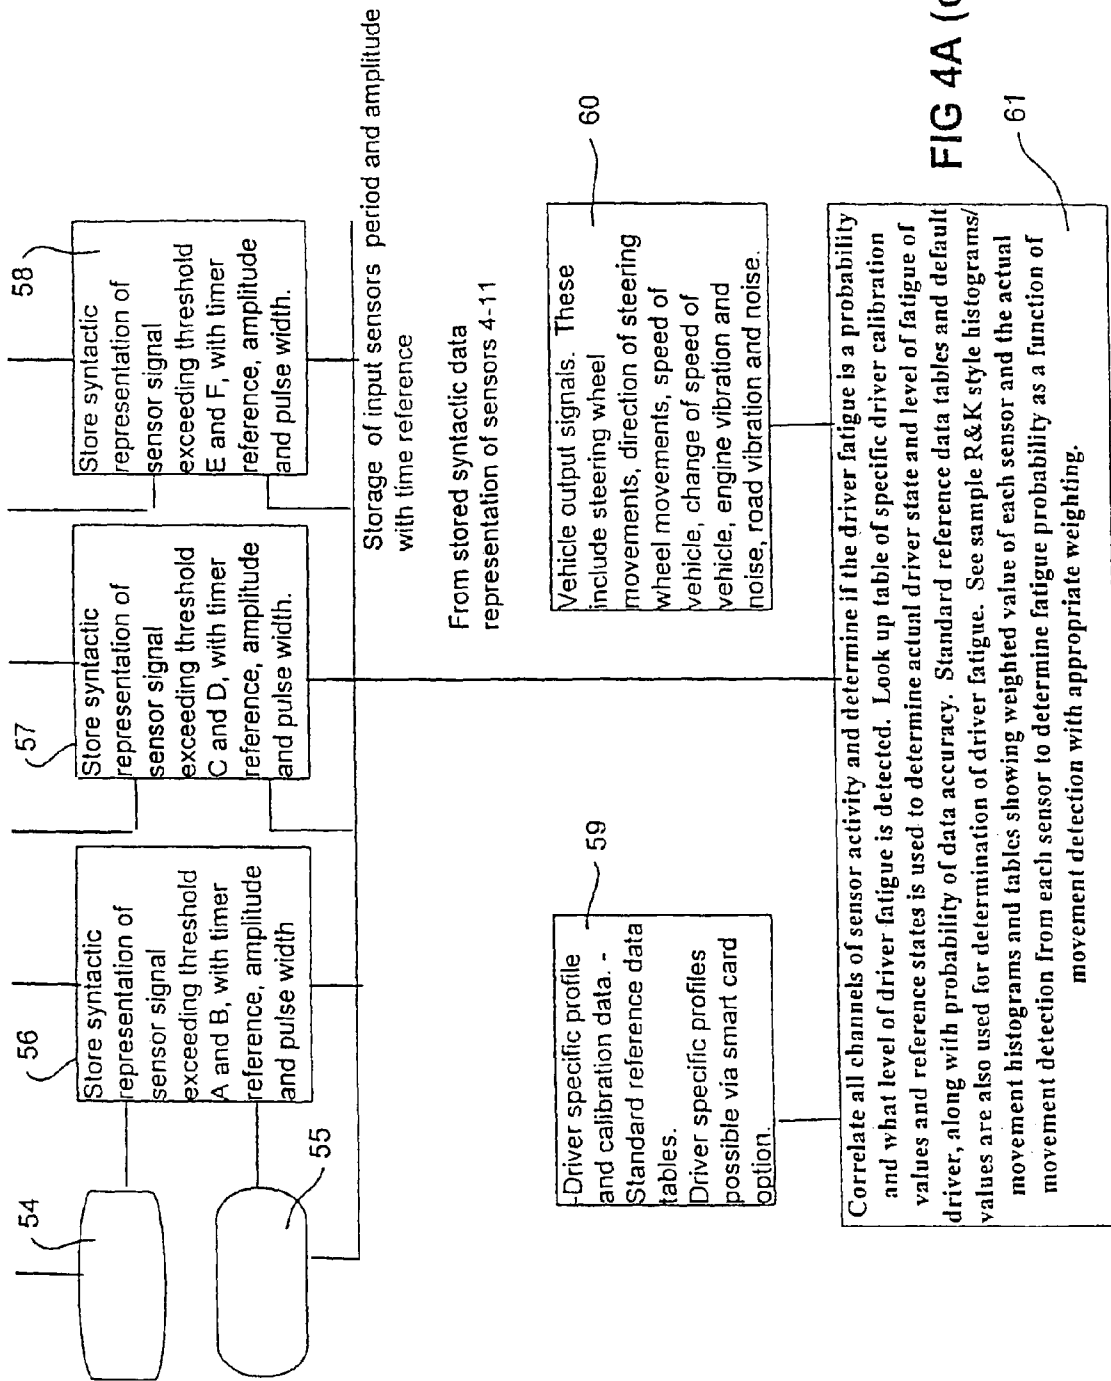 54
55
56
Store syntactic
representation of
sensor
signal
exceeding threshold
A and B, with timer
reference, amplitude
and pulse width
57
Store syntactic
representation of
sensor
signal
exceeding threshold
C and D, with timer
reference, amplitude
and pulse width.
58
Store syntactic
representation of
sensor
signal
exceeding threshold
E and F, with timer
reference, amplitude
and pulse width.
Storage of input sensors period and amplitude
with time reference
From stored syntactic data
representation of sensors 4-11
59
-Driver specific profile
and calibration data. -
Standard reference data
tables.
Driver specific profiles
possible via smart card
option.
60
Vehicle output signals. These
include steering wheel
movements, direction of steering
wheel movements, speed of
vehicle, change of speed of
vehicle, engine vibration and
noise, road vibration and noise.
FIG 4A (c
61
Correlate all channels of sensor activity and determine if the driver fatigue is a probability
and what level of driver fatigue is detected. Look up table of specific driver calibration
values and reference states is used to determine actual driver state and level of fatigue of
driver, along with probability of data accuracy. Standard reference data tables and default
values are also used for determination of driver fatigue. See sample R&K style histograms/
movement histograms and tables showing weighted value of each sensor and the actual
movement detection from each sensor to determine fatigue probability as a function of
movement detection with appropriate weighting.